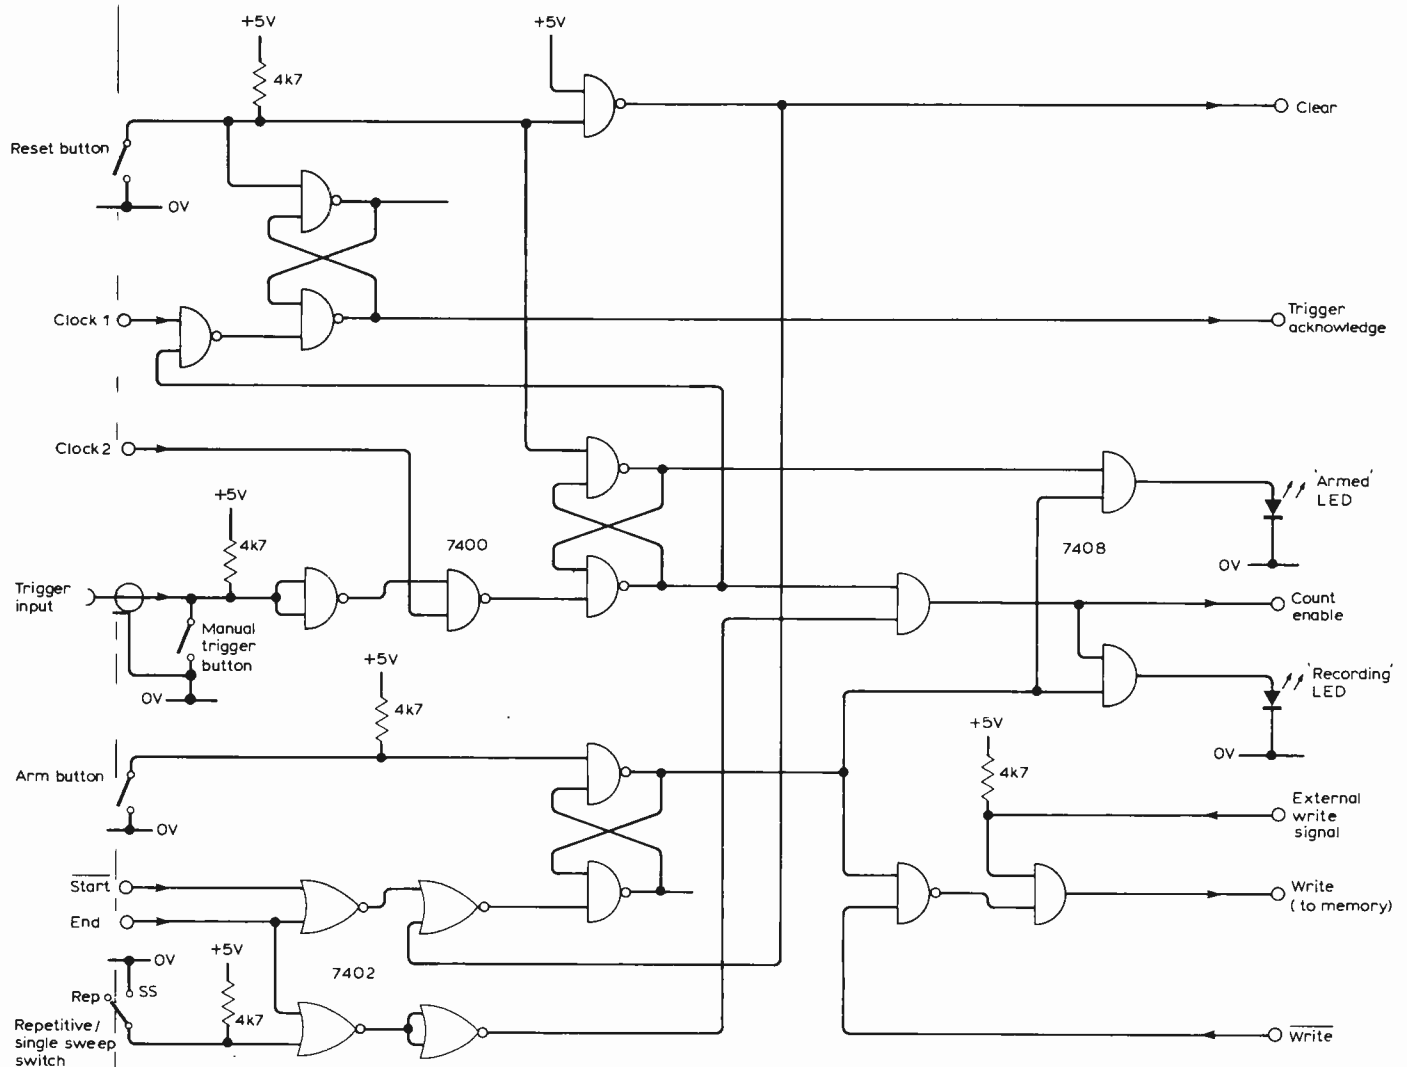 +5V
+5V
4k7
Clear
Reset button
0V
Clock 1
Trigger
acknowledge
Clock 2
+5V
4k7
7400
7408
'Armed'
LED
0V
Trigger
input
Manual
trigger
button
0V
Count
enable
+5V
4k7
'Recording'
LED
0V
+5V
4k7
Arm button
0V
External
write
signal
Start
End
Write
(to memory)
+5V
0V
SS
Rep
4k7
7402
Repetitive/
single sweep
switch
Write